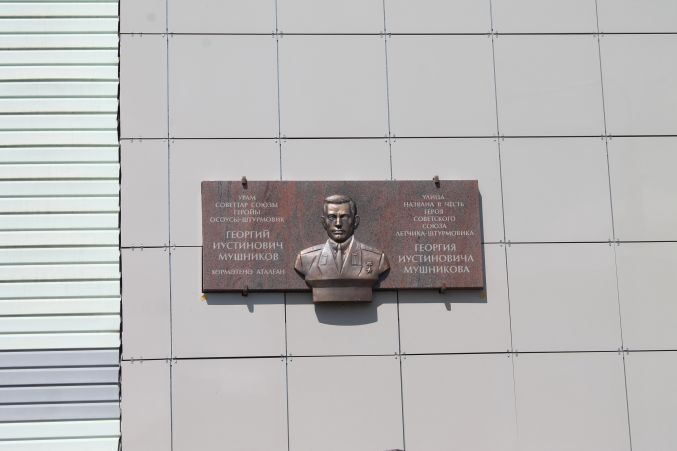 УРАМ
СОВЕТТАР СОЮЗЫ
ГЕРОЙЫ
ОСОУСЫ-ШТУРМОВИК
ГЕОРГИЙ
ИУСТИНОВИЧ
МУШНИКОВ
ХӨРМӘТЕНӘ АТАЛҒАН
УЛИЦА
НАЗВАНА В ЧЕСТЬ
ГЕРОЯ
СОВЕТСКОГО
СОЮЗА
ЛЕТЧИКА-ШТУРМОВИКА
ГЕОРГИЯ
ИУСТИНОВИЧА
МУШНИКОВА